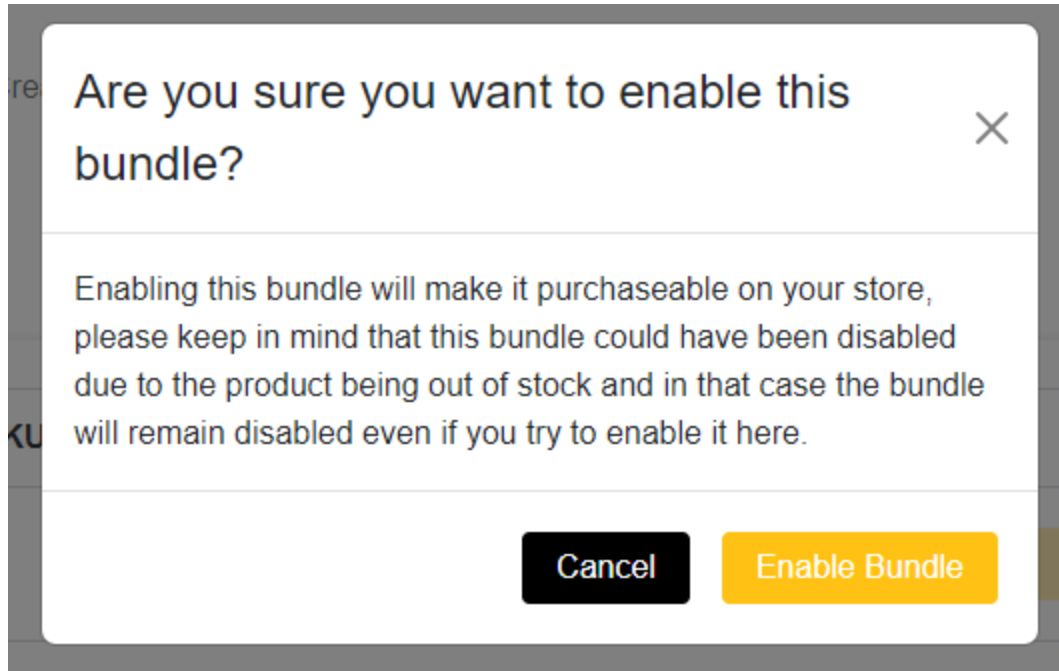 Are you sure you want to enable this
bundle?
Enabling this bundle will make it purchaseable on your store,
please keep in mind that this bundle could have been disabled
due to the product being out of stock and in that case the bundle
will remain disabled even if you try to enable it here.
Cancel
Enable Bundle